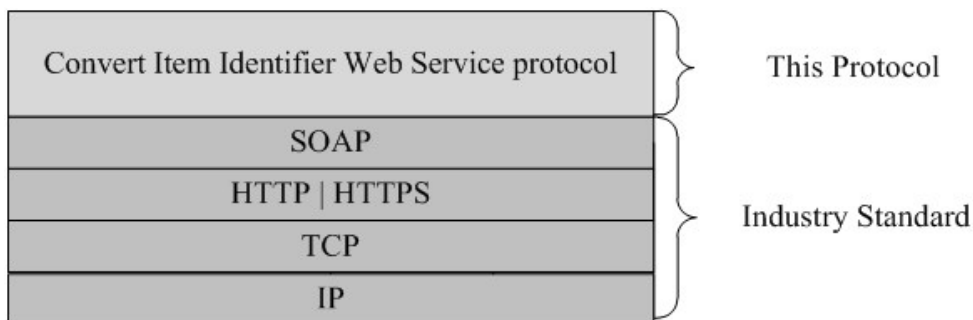 Convert Item Identifier Web Service protocol
This Protocol
SOAP
HTTP | HTTPS
TCP
IP
Industry Standard